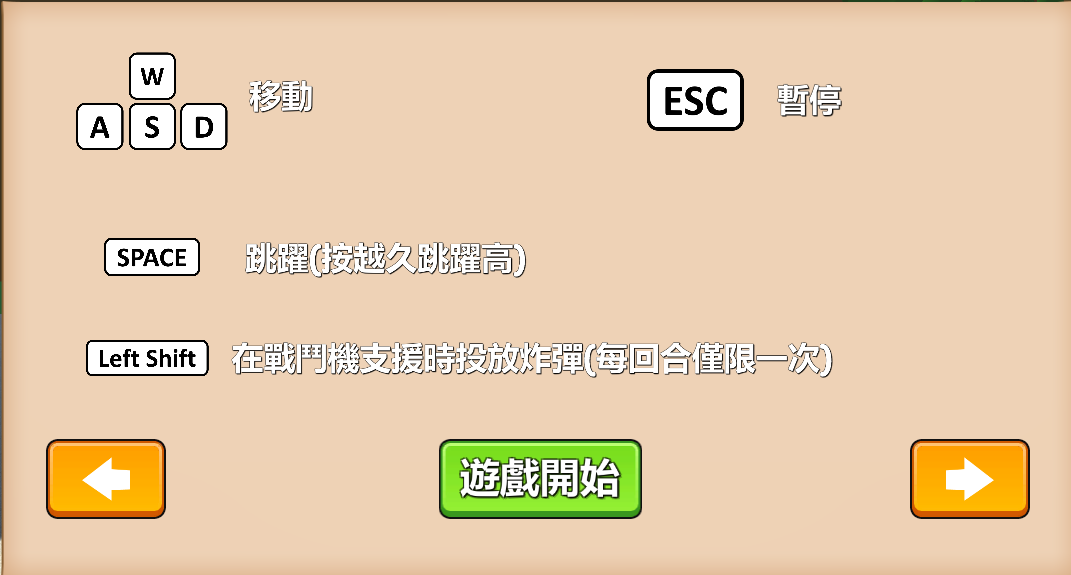 W
A S D
移動
ESC
暫停
SPACE
跳躍(按越久跳躍高)
Left Shift
在戰鬥機支援時投放炸彈(每回合僅限一次)
遊戲開始